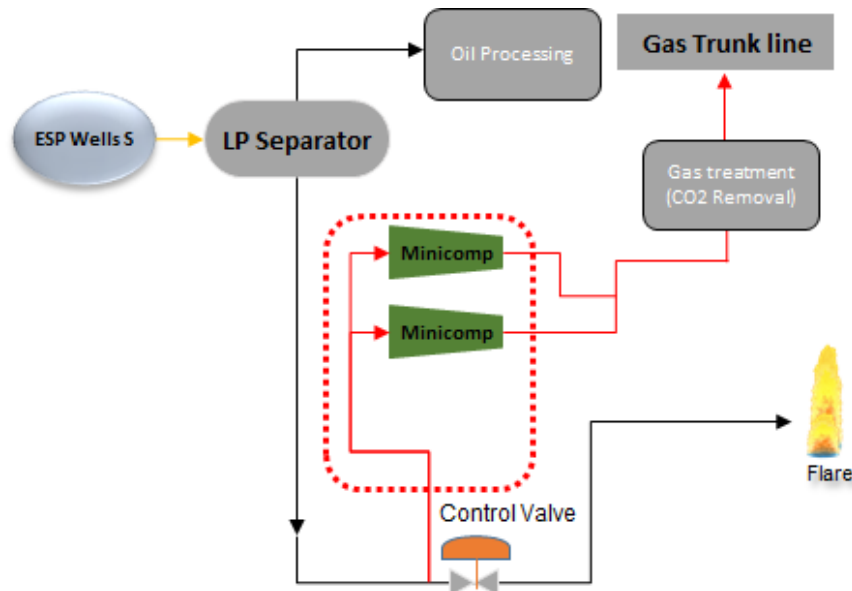 Oil Processing
Gas Trunk line
ESP Wells S
LP Separator
Gas treatment
(CO2 Removal)
Minicomp
Minicomp
Flare
Control Valve